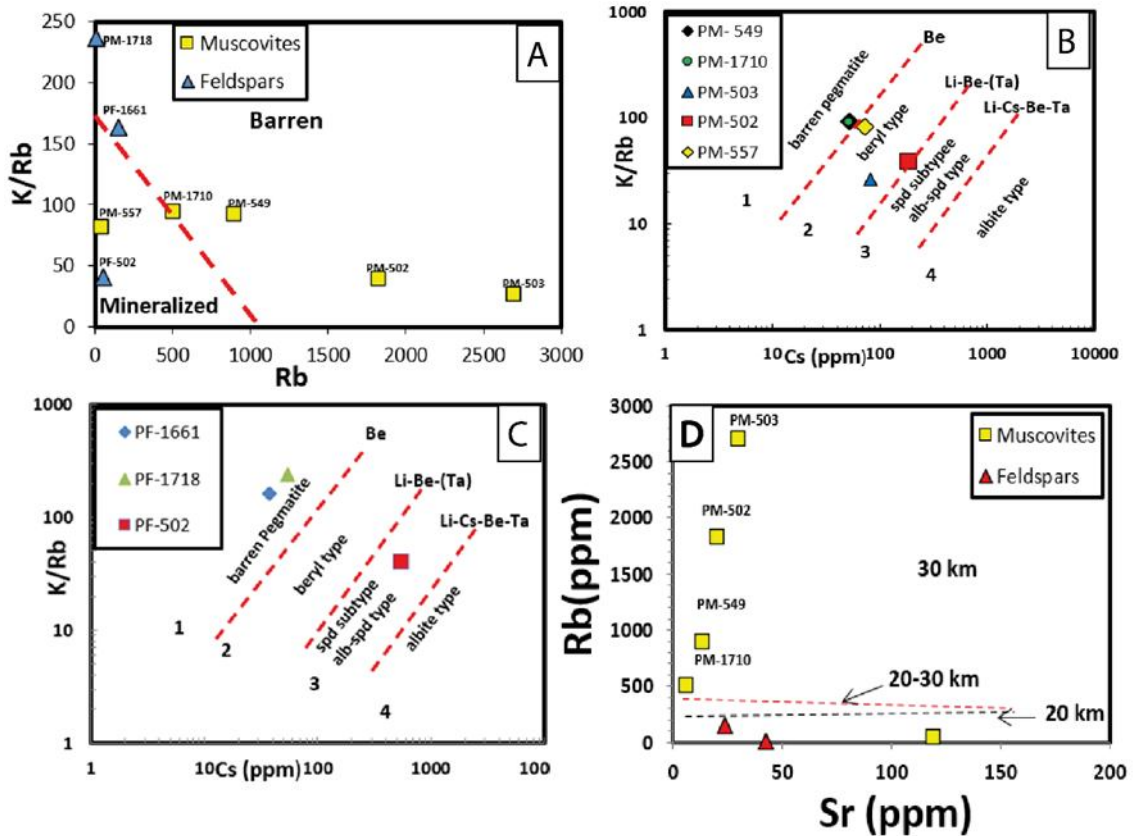 A
Muscovites
Feldspars
250
200
150
100
50
0
K/Rb
PM-1718
PF-1661
Barren
PM-1710
PM-549
PM-557
PF-502
PM-502
PM-503
Mineralized
0
500
1000
1500
2000
2500
3000
Rb
B
PM- 549
PM-1710
PM-503
PM-502
PM-557
1000
100
10
1
K/Rb
Be
Li-Be-(Ta)
Li-Cs-Be-Ta
barren pegmatite
beryl type
spd subtypee
alb-spd type
albite type
1
2
3
4
1
10
Cs (ppm)
100
1000
10000
C
PF-1661
PF-1718
PF-502
1000
100
10
1
K/Rb
Be
Li-Be-(Ta)
Li-Cs-Be-Ta
barren Pegmatite
beryl type
spd subtype
alb-spd type
albite type
1
2
3
4
1
10
Cs (ppm)
100
1000
D
Muscovites
Feldspars
3000
2500
2000
1500
1000
500
0
Rb(ppm)
PM-503
PM-502
PM-549
PM-1710
30 km
20-30 km
20 km
0
50
100
150
200
Sr (ppm)